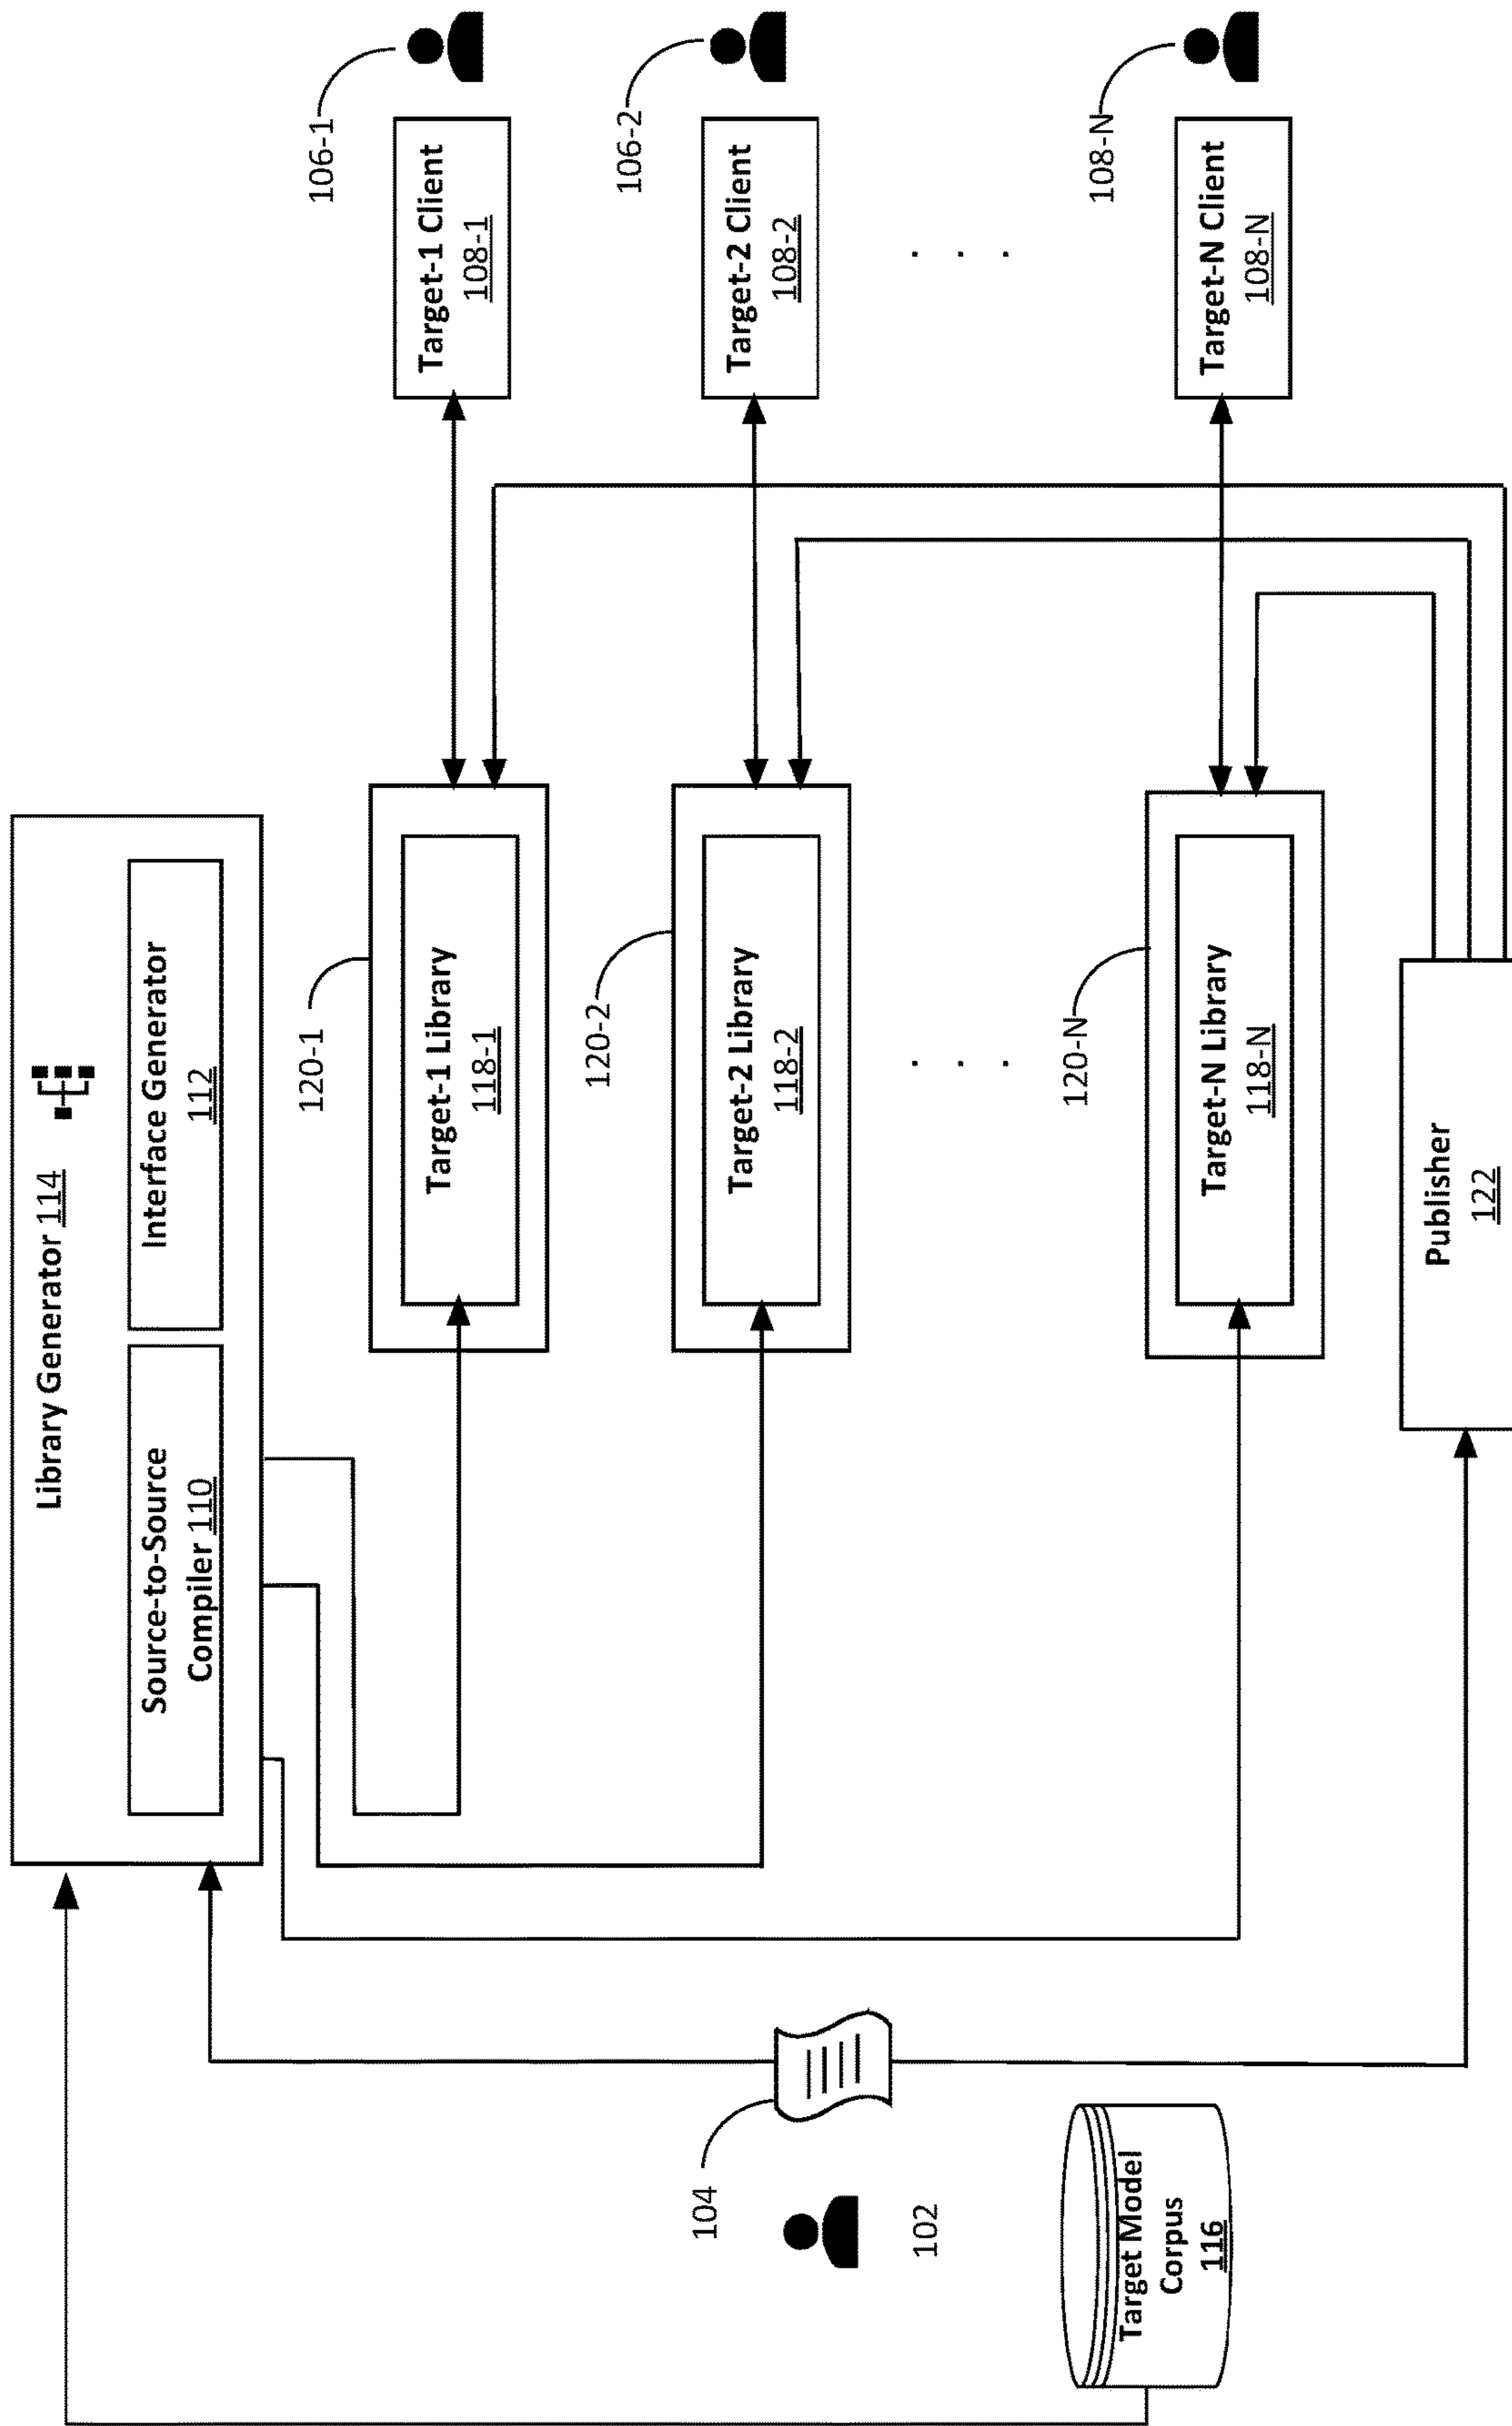 Library Generator 114
Source-to-Source
Compiler 110
Interface Generator
112
120-1
Target-1 Library
118-1
106-1
Target-1 Client
108-1
120-2
Target-2 Library
118-2
106-2
Target-2 Client
108-2
104
102
. . .
. . .
120-N
Target-N Library
118-N
108-N
Target-N Client
108-N
Target Model
Corpus
116
Publisher
122